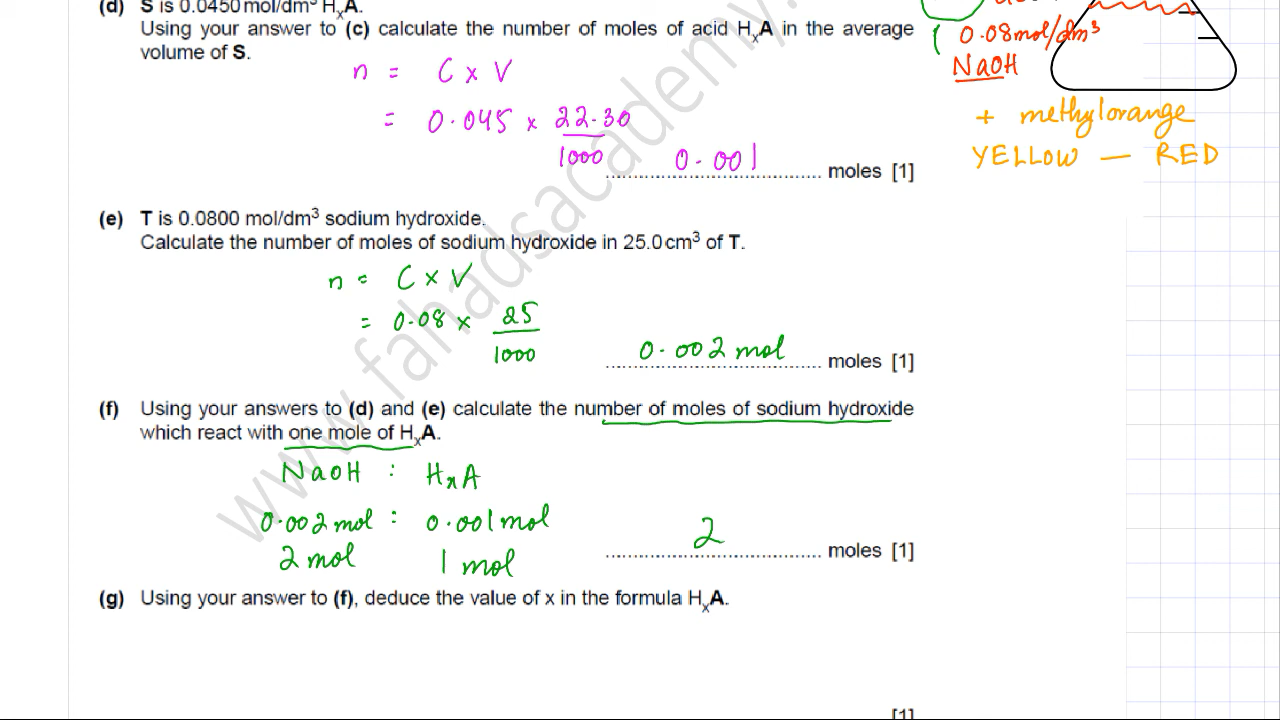 (d) S is 0.0450 mol/dm³ HₓA.
Using your answer to (c) calculate the number of moles of acid HₓA in the average
volume of S.
n = C x V
= 0.045 x 22.30
1000
0.001
moles [1]
0.08mol/dm³
NaOH
+ methylorange
YELLOW — RED
(e) T is 0.0800 mol/dm³ sodium hydroxide.
Calculate the number of moles of sodium hydroxide in 25.0 cm³ of T.
n = C x V
= 0.08 x 25
1000
0.002 mol
moles [1]
(f) Using your answers to (d) and (e) calculate the number of moles of sodium hydroxide
which react with one mole of HₓA.
NaOH : HₓA
0.002 mol : 0.001 mol
2 mol 1 mol
2
moles [1]
(g) Using your answer to (f), deduce the value of x in the formula HₓA.
[1]
www.fahadsacademy.